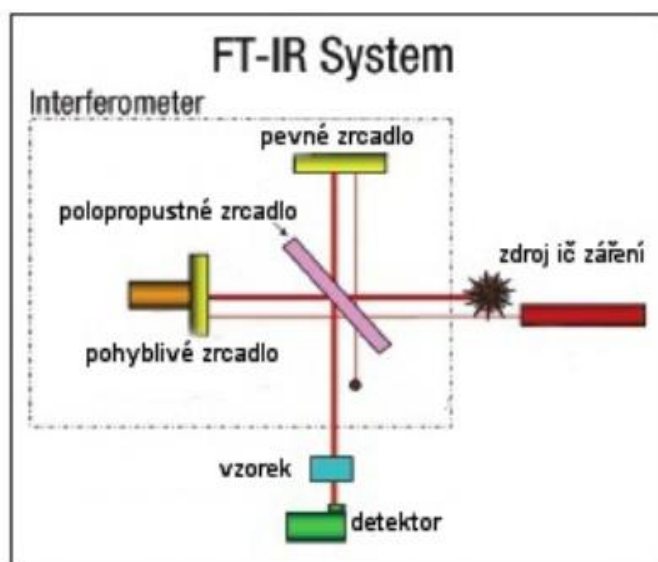 FT-IR System
Interferometer
pevné zrcadlo
polopropustné zrcadlo
zdroj ič záření
pohyblivé zrcadlo
vzorek
detektor